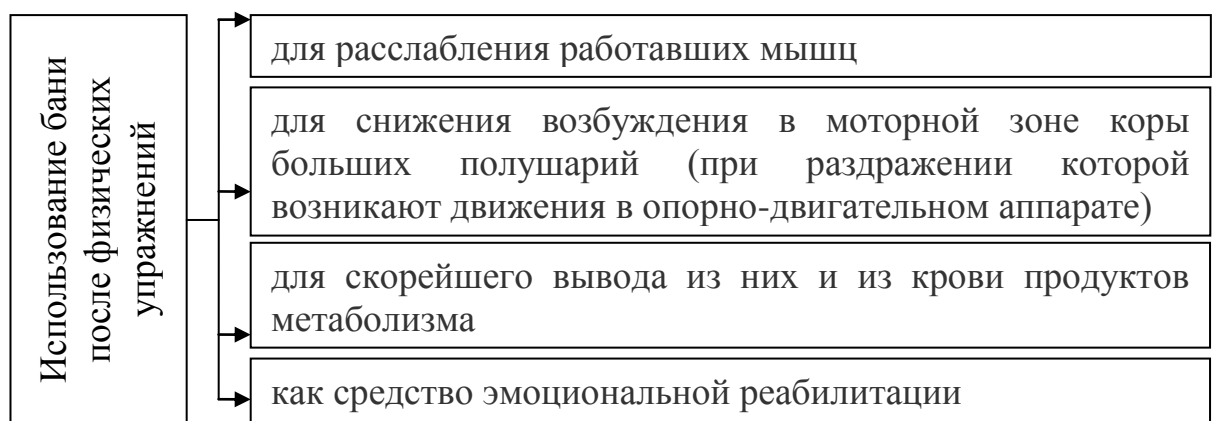 Использование бани
после физических
упражнений
для расслабления работавших мышц
для снижения возбуждения в моторной зоне коры
больших полушарий (при раздражении которой
возникают движения в опорно-двигательном аппарате)
для скорейшего вывода из них и из крови продуктов
метаболизма
как средство эмоциональной реабилитации